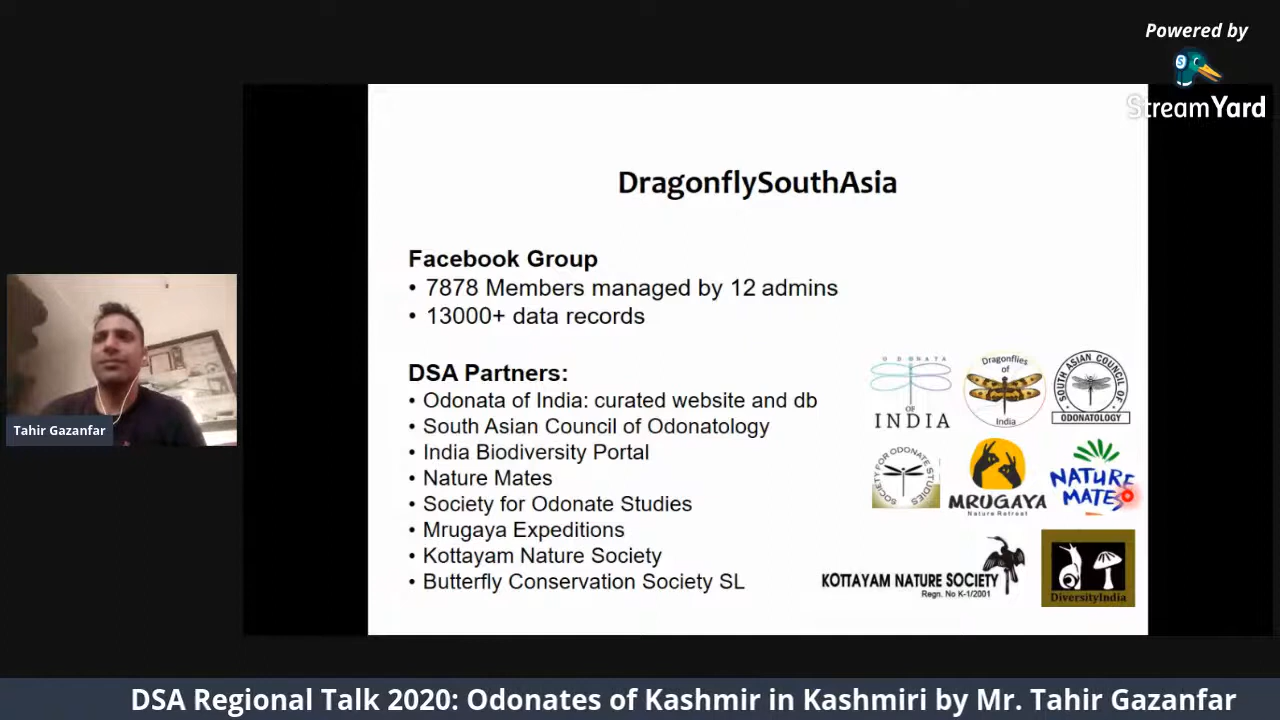 Powered by
StreamYard
DragonflySouthAsia
Facebook Group
• 7878 Members managed by 12 admins
• 13000+ data records
DSA Partners:
• Odonata of India: curated website and db
• South Asian Council of Odonatology
• India Biodiversity Portal
• Nature Mates
• Society for Odonate Studies
• Mrugaya Expeditions
• Kottayam Nature Society
• Butterfly Conservation Society SL
ODONATA
OF
INDIA
Dragonflies
of
India
SOUTH ASIAN COUNCIL OF
ODONATOLOGY
SOCIETY FOR ODONATE STUDIES
MRUGAYA
Nature Retreat
NATURE
MATES
KOTTAYAM NATURE SOCIETY
Regn. No K-1/2001
DiversityIndia
Tahir Gazanfar
DSA Regional Talk 2020: Odonates of Kashmir in Kashmiri by Mr. Tahir Gazanfar